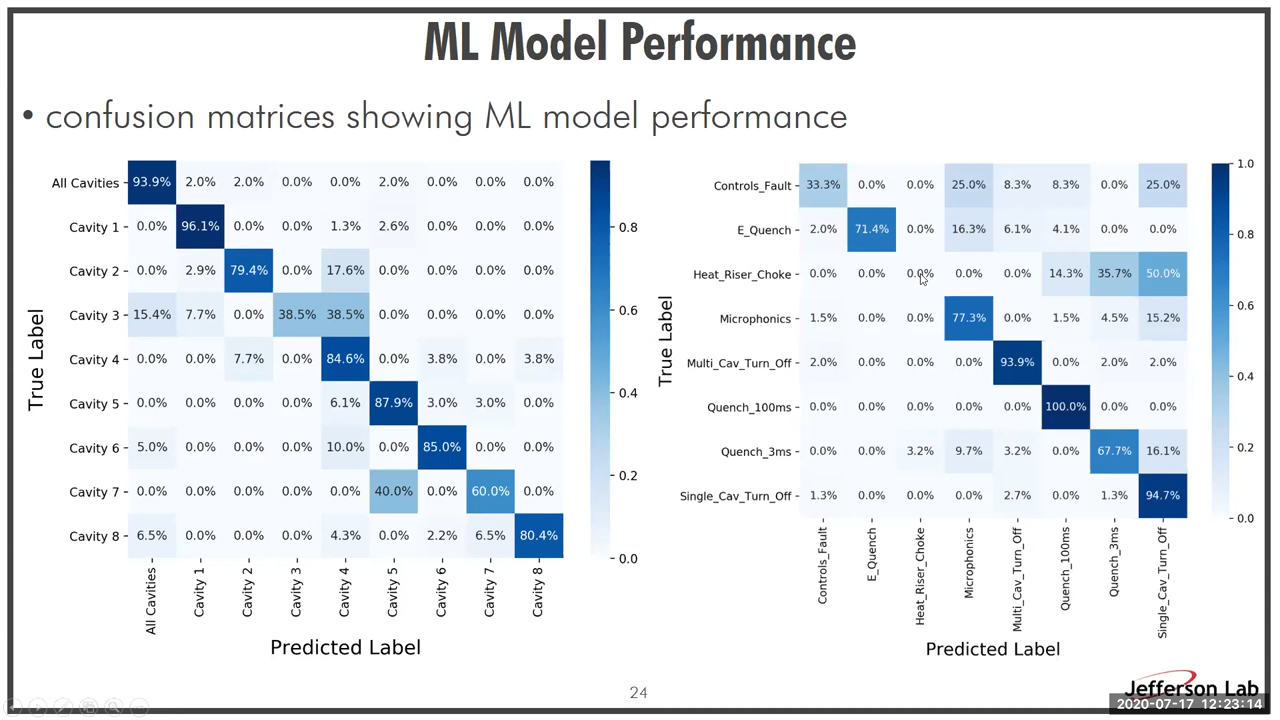 ML Model Performance
• confusion matrices showing ML model performance
True Label
All Cavities 93.9% 2.0% 2.0% 0.0% 0.0% 2.0% 0.0% 0.0% 0.0%
Cavity 1 0.0% 96.1% 0.0% 0.0% 1.3% 2.6% 0.0% 0.0% 0.0%
Cavity 2 0.0% 2.9% 79.4% 0.0% 17.6% 0.0% 0.0% 0.0% 0.0%
Cavity 3 15.4% 7.7% 0.0% 38.5% 38.5% 0.0% 0.0% 0.0% 0.0%
Cavity 4 0.0% 0.0% 7.7% 0.0% 84.6% 0.0% 3.8% 0.0% 3.8%
Cavity 5 0.0% 0.0% 0.0% 0.0% 6.1% 87.9% 3.0% 3.0% 0.0%
Cavity 6 5.0% 0.0% 0.0% 0.0% 10.0% 0.0% 85.0% 0.0% 0.0%
Cavity 7 0.0% 0.0% 0.0% 0.0% 0.0% 40.0% 0.0% 60.0% 0.0%
Cavity 8 6.5% 0.0% 0.0% 0.0% 4.3% 0.0% 2.2% 6.5% 80.4%
All Cavities Cavity 1 Cavity 2 Cavity 3 Cavity 4 Cavity 5 Cavity 6 Cavity 7 Cavity 8
Predicted Label
0.8
0.6
0.4
0.2
0.0
True Label
Controls_Fault 33.3% 0.0% 0.0% 25.0% 8.3% 8.3% 0.0% 25.0%
E_Quench 2.0% 71.4% 0.0% 16.3% 6.1% 4.1% 0.0% 0.0%
Heat_Riser_Choke 0.0% 0.0% 0.0% 0.0% 0.0% 14.3% 35.7% 50.0%
Microphonics 1.5% 0.0% 0.0% 77.3% 0.0% 1.5% 4.5% 15.2%
Multi_Cav_Turn_Off 2.0% 0.0% 0.0% 0.0% 93.9% 0.0% 2.0% 2.0%
Quench_100ms 0.0% 0.0% 0.0% 0.0% 0.0% 100.0% 0.0% 0.0%
Quench_3ms 0.0% 0.0% 3.2% 9.7% 3.2% 0.0% 67.7% 16.1%
Single_Cav_Turn_Off 1.3% 0.0% 0.0% 0.0% 2.7% 0.0% 1.3% 94.7%
Controls_Fault E_Quench Heat_Riser_Choke Microphonics Multi_Cav_Turn_Off Quench_100ms Quench_3ms Single_Cav_Turn_Off
Predicted Label
1.0
0.8
0.6
0.4
0.2
0.0
24
Jefferson Lab
2020-07-17 12:23:14